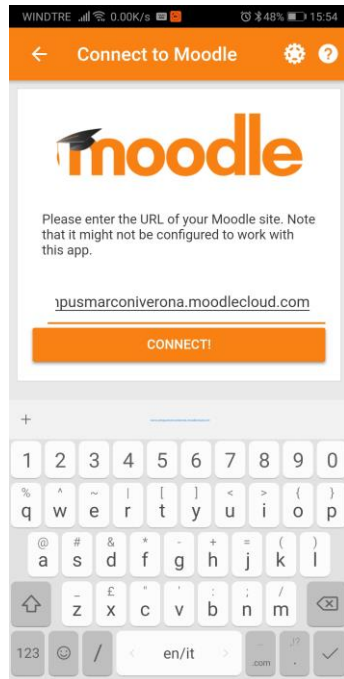 WINDTRE 0.00K/s 48% 15:54
Connect to Moodle
moodle
Please enter the URL of your Moodle site. Note
that it might not be configured to work with
this app.
pusmarconiverona.moodlecloud.com
CONNECT!
+
1 2 3 4 5 6 7 8 9 0
% ^ ~ | [ ] < > { }
q w e r t y u i o p
@ # & * - + = ( )
a s d f g h j k l
_ £ " ' : ; /
z x c v b n m
123 / < en/it > .com . ,!?